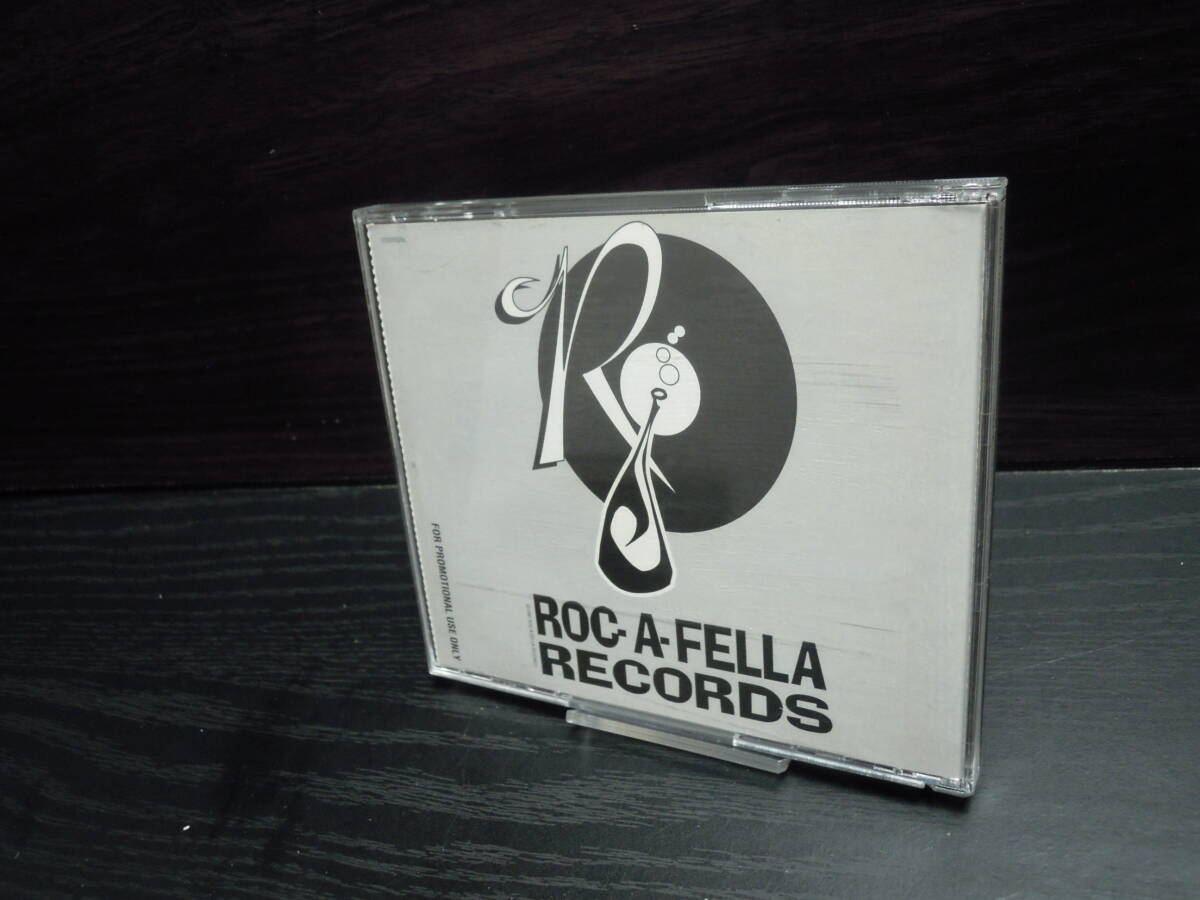 FOR PROMOTIONAL USE ONLY
ROC-A-FELLA
RECORDS